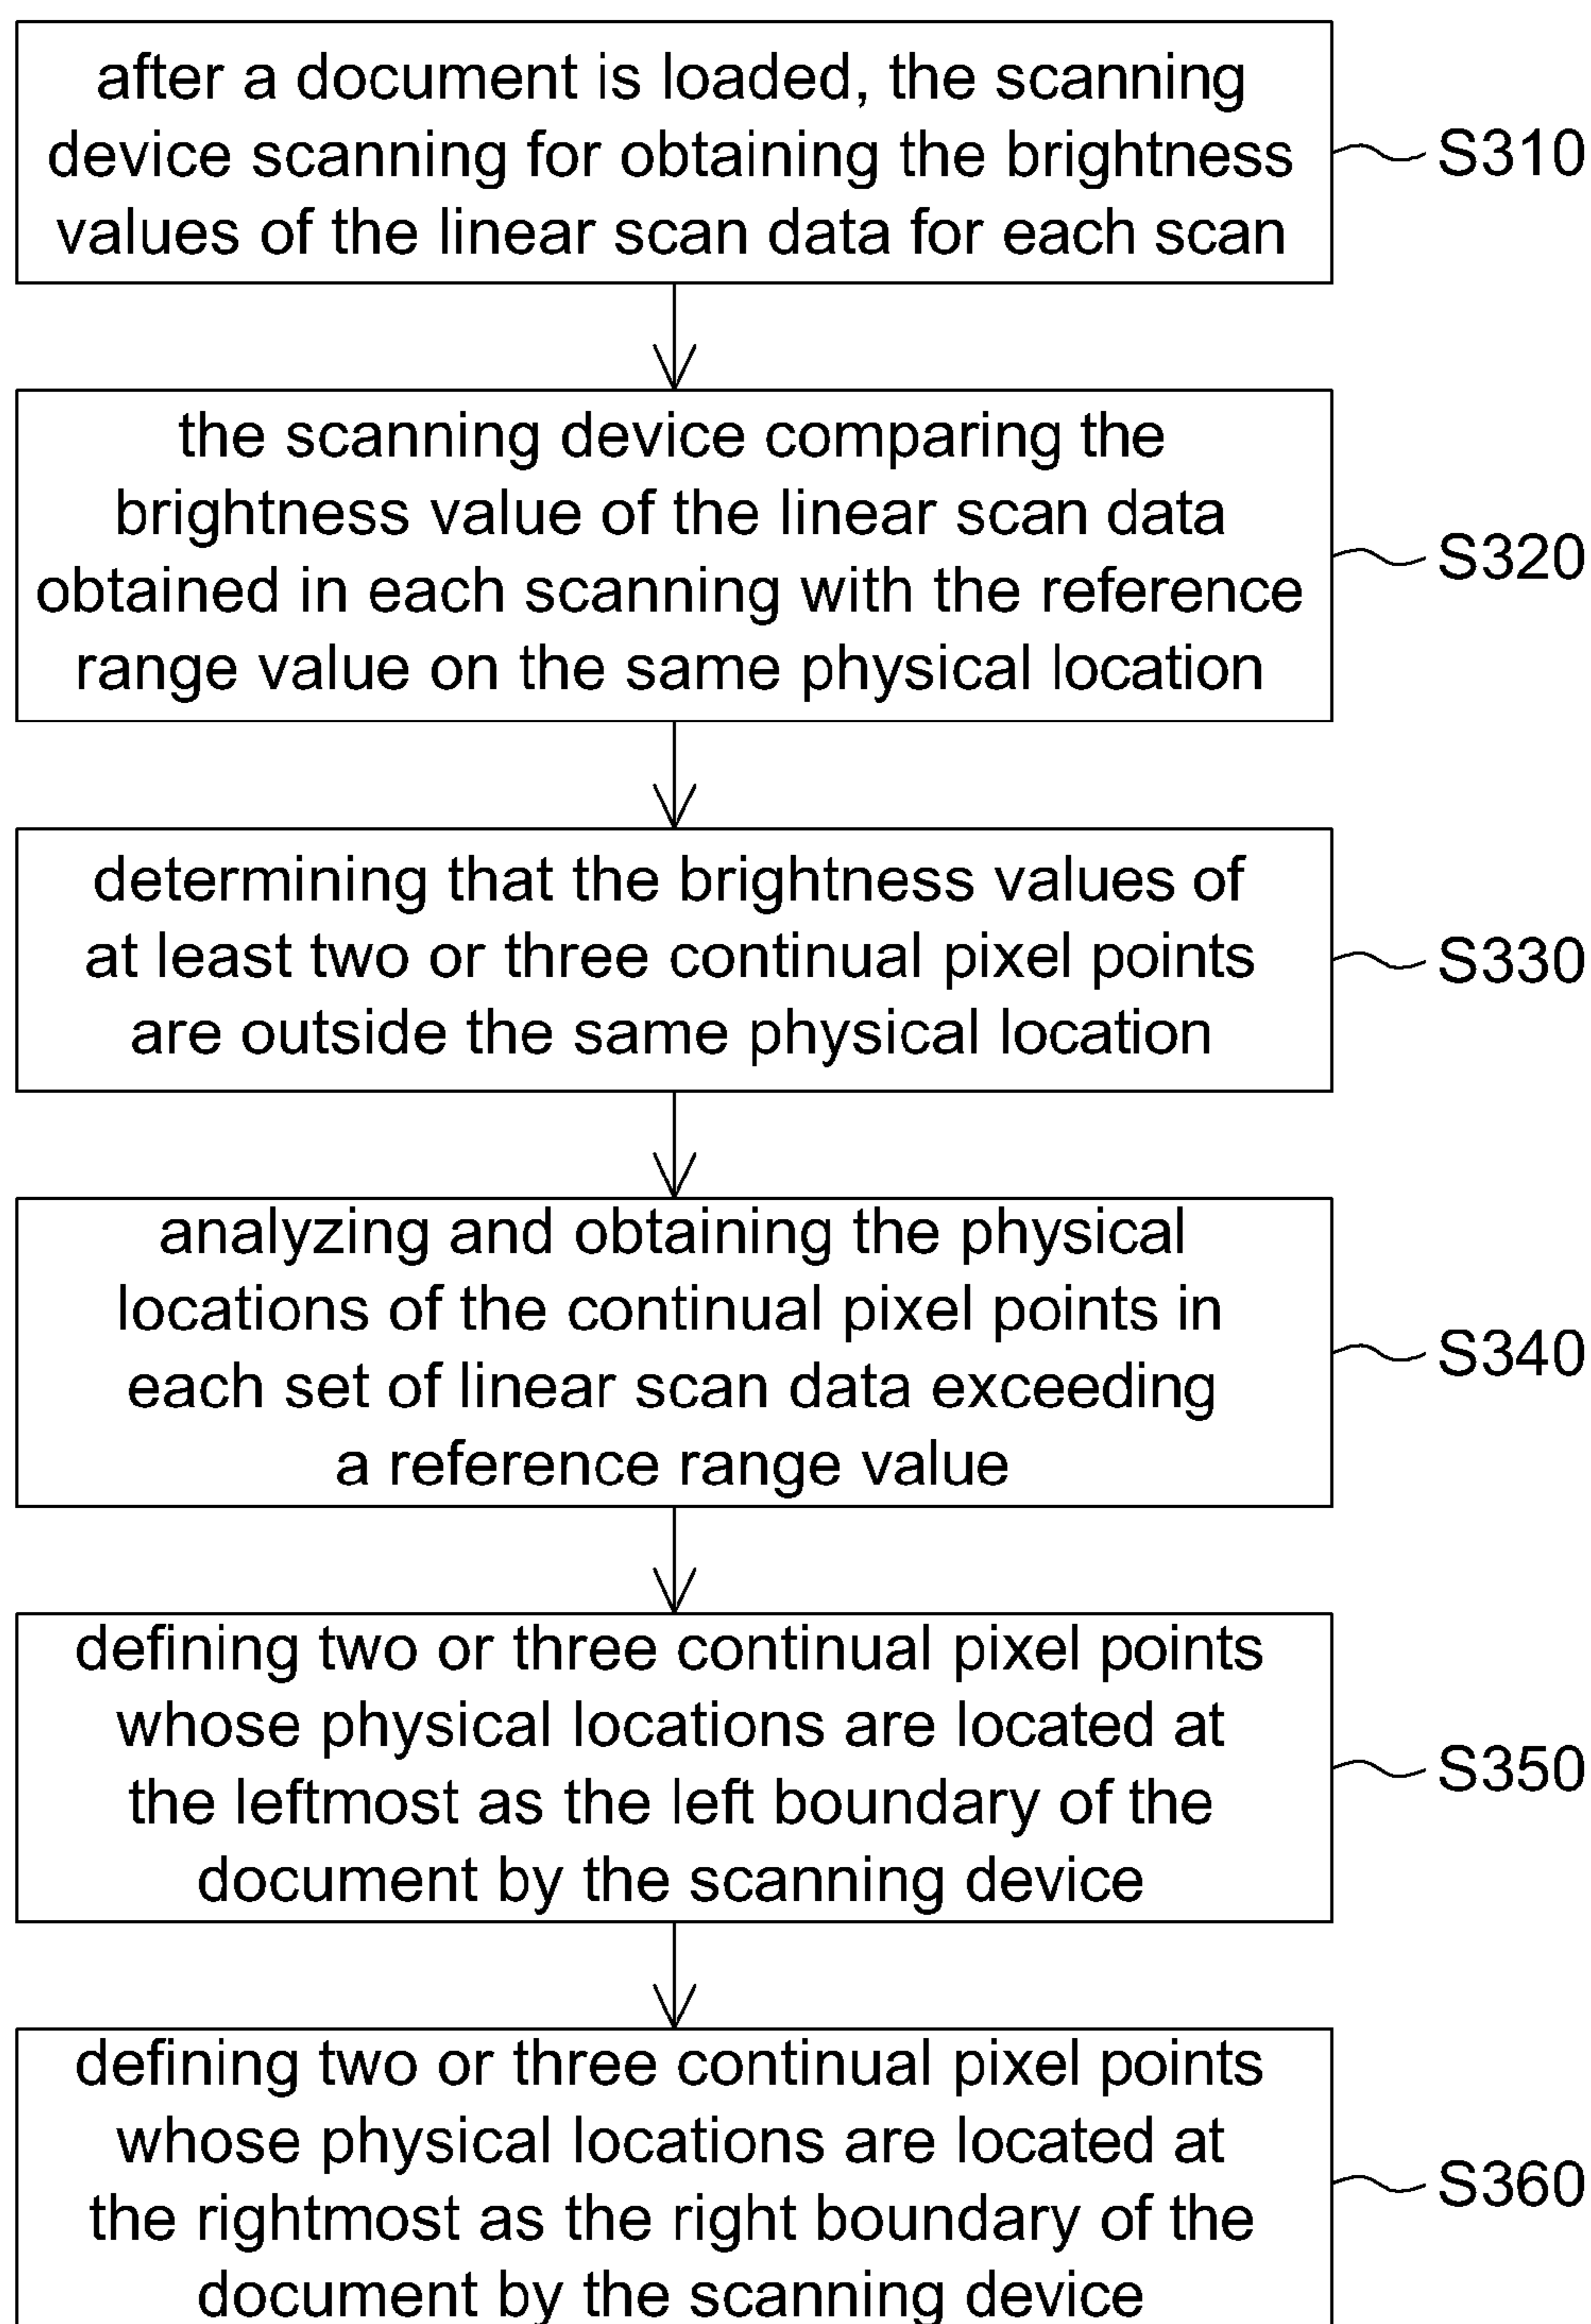 after a document is loaded, the scanning
device scanning for obtaining the brightness
values of the linear scan data for each scan
S310
the scanning device comparing the
brightness value of the linear scan data
obtained in each scanning with the reference
range value on the same physical location
S320
determining that the brightness values of
at least two or three continual pixel points
are outside the same physical location
S330
analyzing and obtaining the physical
locations of the continual pixel points in
each set of linear scan data exceeding
a reference range value
S340
defining two or three continual pixel points
whose physical locations are located at
the leftmost as the left boundary of the
document by the scanning device
S350
defining two or three continual pixel points
whose physical locations are located at
the rightmost as the right boundary of the
document by the scanning device
S360